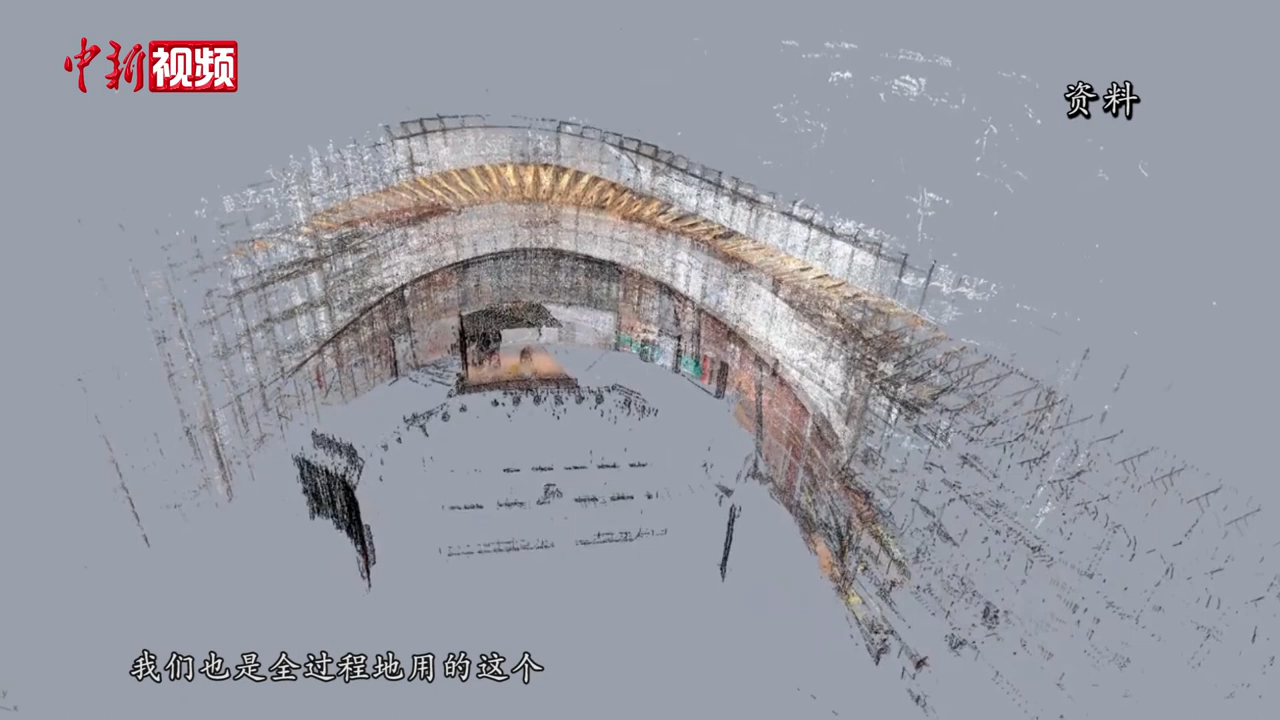 中新视频
资料
我们也是全过程地用的这个